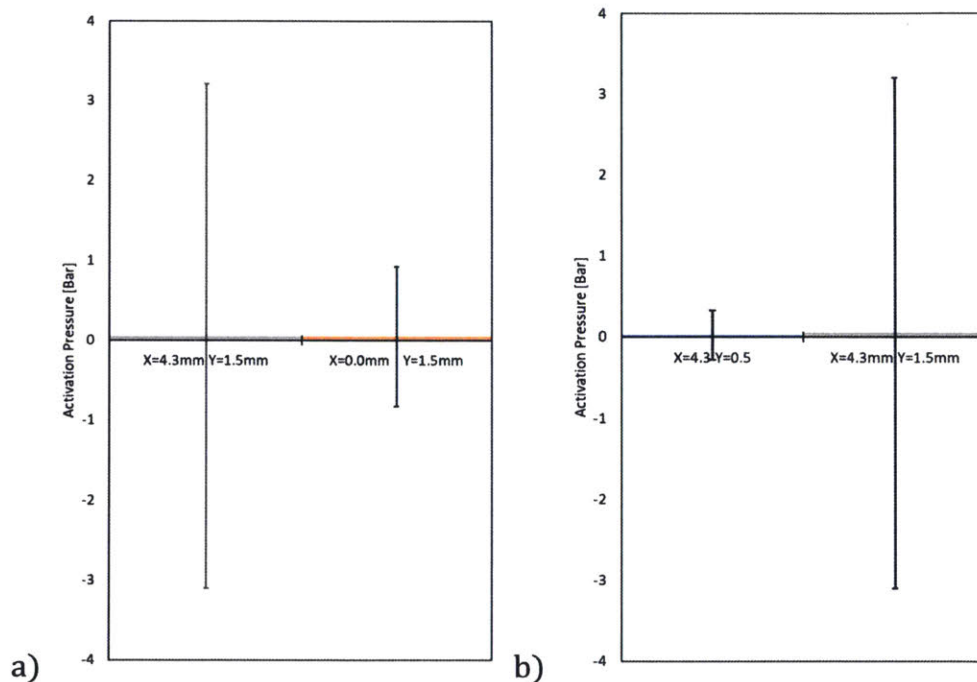 4
3
2
1
0
-1
-2
-3
-4
Activation Pressure [Bar]
X=4.3mm Y=1.5mm
X=0.0mm Y=1.5mm
a)
4
3
2
1
0
-1
-2
-3
-4
Activation Pressure [Bar]
X=4.3 Y=0.5
X=4.3mm Y=1.5mm
b)